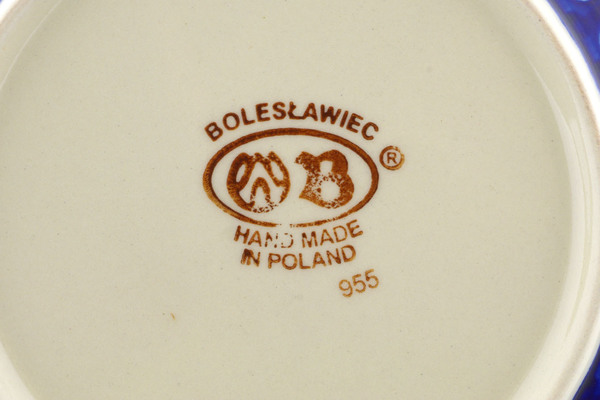 BOLESŁAWIEC
B ®
HAND MADE
IN POLAND
955